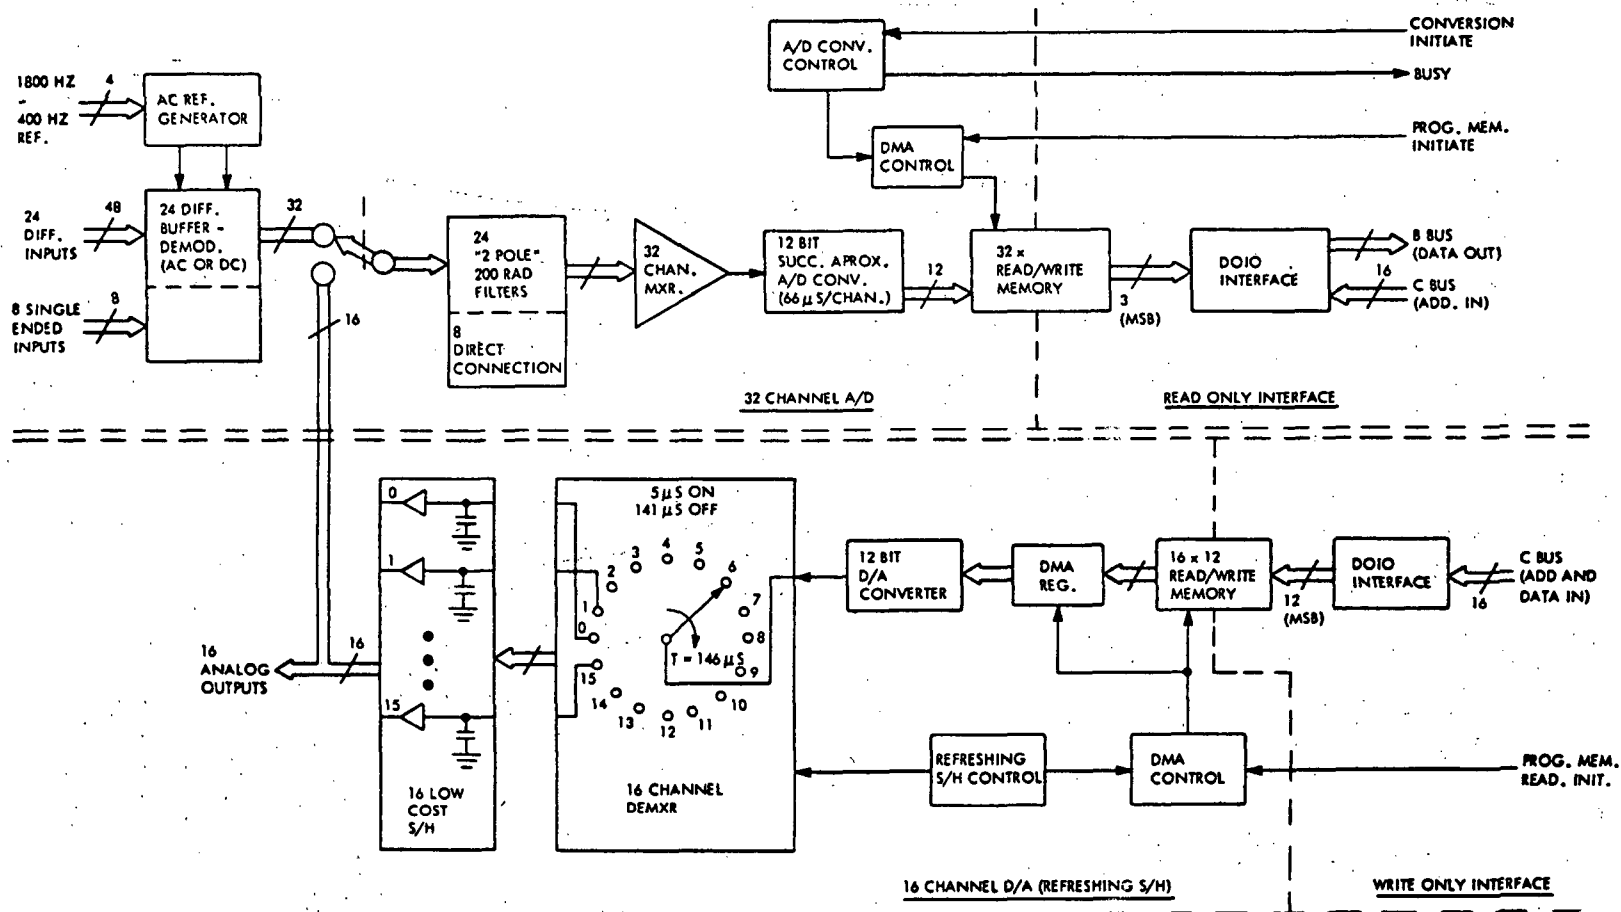 CONVERSION
INITIATE
A/D CONV.
CONTROL
BUSY
1800 HZ
4
-
400 HZ
REF.
AC REF.
GENERATOR
PROG. MEM.
INITIATE
DMA
CONTROL
24
DIFF.
INPUTS
48
24 DIFF.
BUFFER -
DEMOD.
(AC OR DC)
32
24
"2 POLE"
200 RAD
FILTERS
32
CHAN.
MXR.
12 BIT
SUCC. APROX.
A/D CONV.
(66 µS/CHAN.)
12
32 x
READ/WRITE
MEMORY
3
(MSB)
DOIO
INTERFACE
B BUS
(DATA OUT)
16
C BUS
(ADD. IN)
8 SINGLE
ENDED
INPUTS
8
16
8
DIRECT
CONNECTION
32 CHANNEL A/D
READ ONLY INTERFACE
0
1
15
16 LOW
COST
S/H
16
16
ANALOG
OUTPUTS
5 µS ON
141 µS OFF
0
1
2
3
4
5
6
7
8
9
10
11
12
13
14
15
T = 146 µS
16 CHANNEL
DEMXR
12 BIT
D/A
CONVERTER
DMA
REG.
16 x 12
READ/WRITE
MEMORY
12
(MSB)
DOIO
INTERFACE
16
C BUS
(ADD AND
DATA IN)
REFRESHING
S/H CONTROL
DMA
CONTROL
PROG. MEM.
READ. INIT.
16 CHANNEL D/A (REFRESHING S/H)
WRITE ONLY INTERFACE